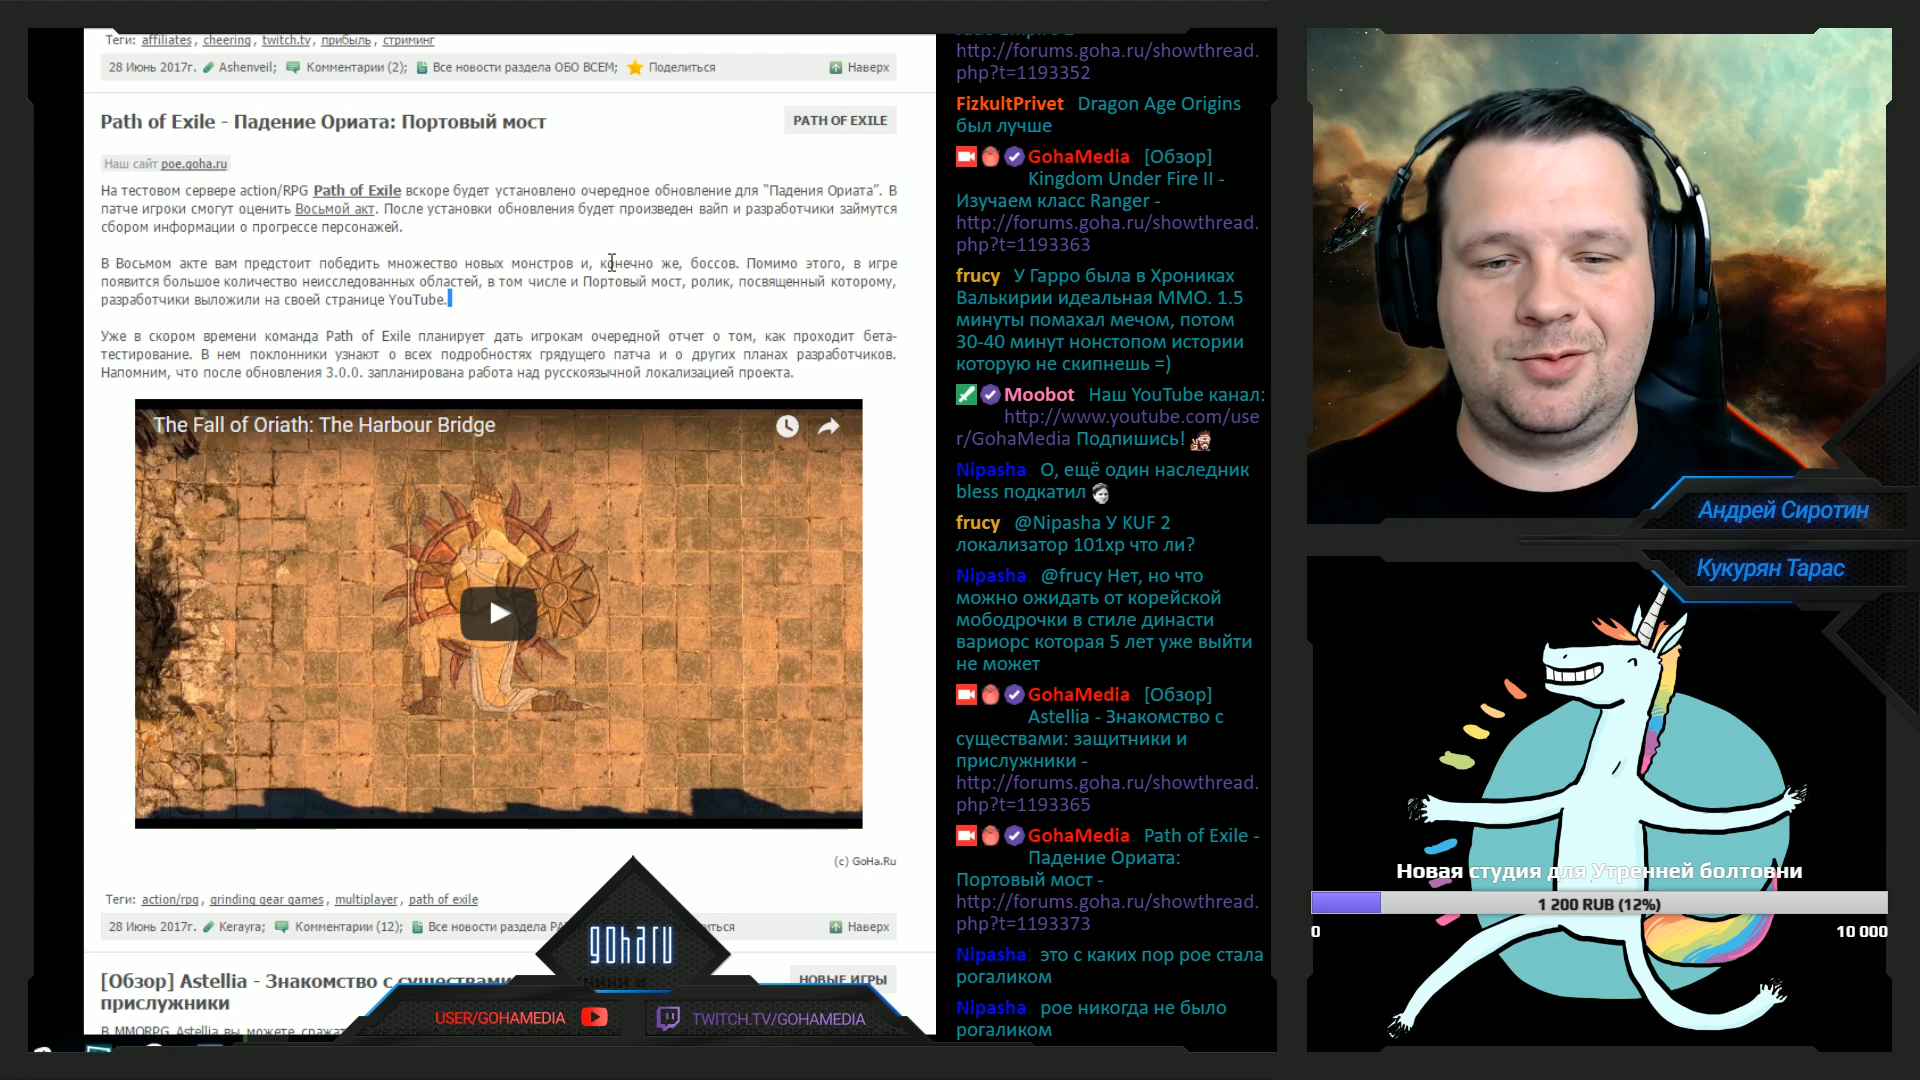 Теги: affiliates, cheering, twitch.tv, прибыль, стриминг
28 Июнь 2017г. Ashenveil; Комментарии (2); Все новости раздела ОБО ВСЕМ; Поделиться Наверх
Path of Exile - Падение Ориата: Портовый мост
PATH OF EXILE
Наш сайт poe.goha.ru
На тестовом сервере action/RPG Path of Exile вскоре будет установлено очередное обновление для “Падения Ориата”. В
патче игроки смогут оценить Восьмой акт. После установки обновления будет произведен вайп и разработчики займутся
сбором информации о прогрессе персонажей.
В Восьмом акте вам предстоит победить множество новых монстров и, конечно же, боссов. Помимо этого, в игре
появится большое количество неисследованных областей, в том числе и Портовый мост, ролик, посвященный которому,
разработчики выложили на своей странице YouTube.
Уже в скором времени команда Path of Exile планирует дать игрокам очередной отчет о том, как проходит бета-
тестирование. В нем поклонники узнают о всех подробностях грядущего патча и о других планах разработчиков.
Напомним, что после обновления 3.0.0. запланирована работа над русскоязычной локализацией проекта.
The Fall of Oriath: The Harbour Bridge
(c) GoHa.Ru
Теги: action/rpg, grinding gear games, multiplayer, path of exile
28 Июнь 2017г. Kerayra; Комментарии (12); Все новости раздела Наверх
[Обзор] Astellia - Знакомство с существами
прислужники
НОВЫЕ ИГРЫ
В MMORPG Astellia вы можете
goharu
USER/GOHAMEDIA
TWITCH.TV/GOHAMEDIA
http://forums.goha.ru/showthread.
php?t=1193352
FizkultPrivet Dragon Age Origins
был лучше
GohaMedia [Обзор]
Kingdom Under Fire II -
Изучаем класс Ranger -
http://forums.goha.ru/showthread.
php?t=1193363
frucy У Гарро была в Хрониках
Валькирии идеальная ММО. 1.5
минуты помахал мечом, потом
30-40 минут нонстопом истории
которую не скипнешь =)
Moobot Наш YouTube канал:
http://www.youtube.com/use
r/GohaMedia Подпишись!
Nipasha: О, ещё один наследник
bless подкатил
frucy @Nipasha У KUF 2
локализатор 101хр что ли?
Nipasha: @frucy Нет, но что
можно ожидать от корейской
мободрочки в стиле династи
вариорс которая 5 лет уже выйти
не может
GohaMedia [Обзор]
Astellia - Знакомство с
существами: защитники и
прислужники -
http://forums.goha.ru/showthread.
php?t=1193365
GohaMedia Path of Exile -
Падение Ориата:
Портовый мост -
http://forums.goha.ru/showthread.
php?t=1193373
Nipasha: это с каких пор poe стала
рогаликом
Nipasha: poe никогда не было
рогаликом
Андрей Сиротин
Кукурян Тарас
Новая студия для Утренней болтовни
1 200 RUB (12%)
0
10 000